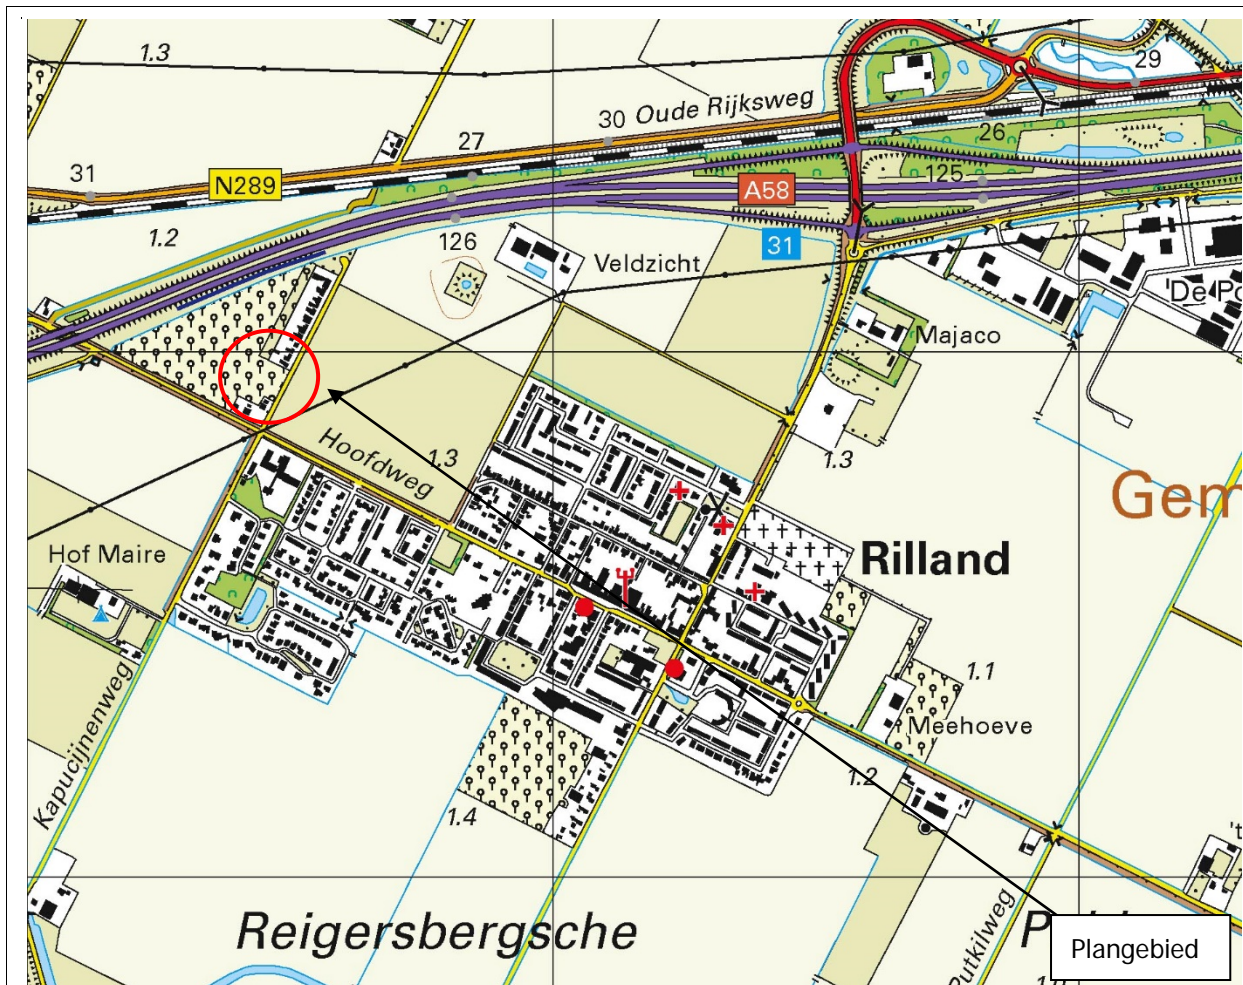 1.3
29
30 Oude Rijksweg
27
26
31
N289
A58
125
1.2
126
31
Veldzicht
De Po
Majaco
Hoofdweg
1.3
1.3
Gem
Hof Maire
Rilland
1.1
Meehoeve
Kapucijnenweg
1.2
1.4
't
Reigersbergsche
P
Putkilweg
Plangebied